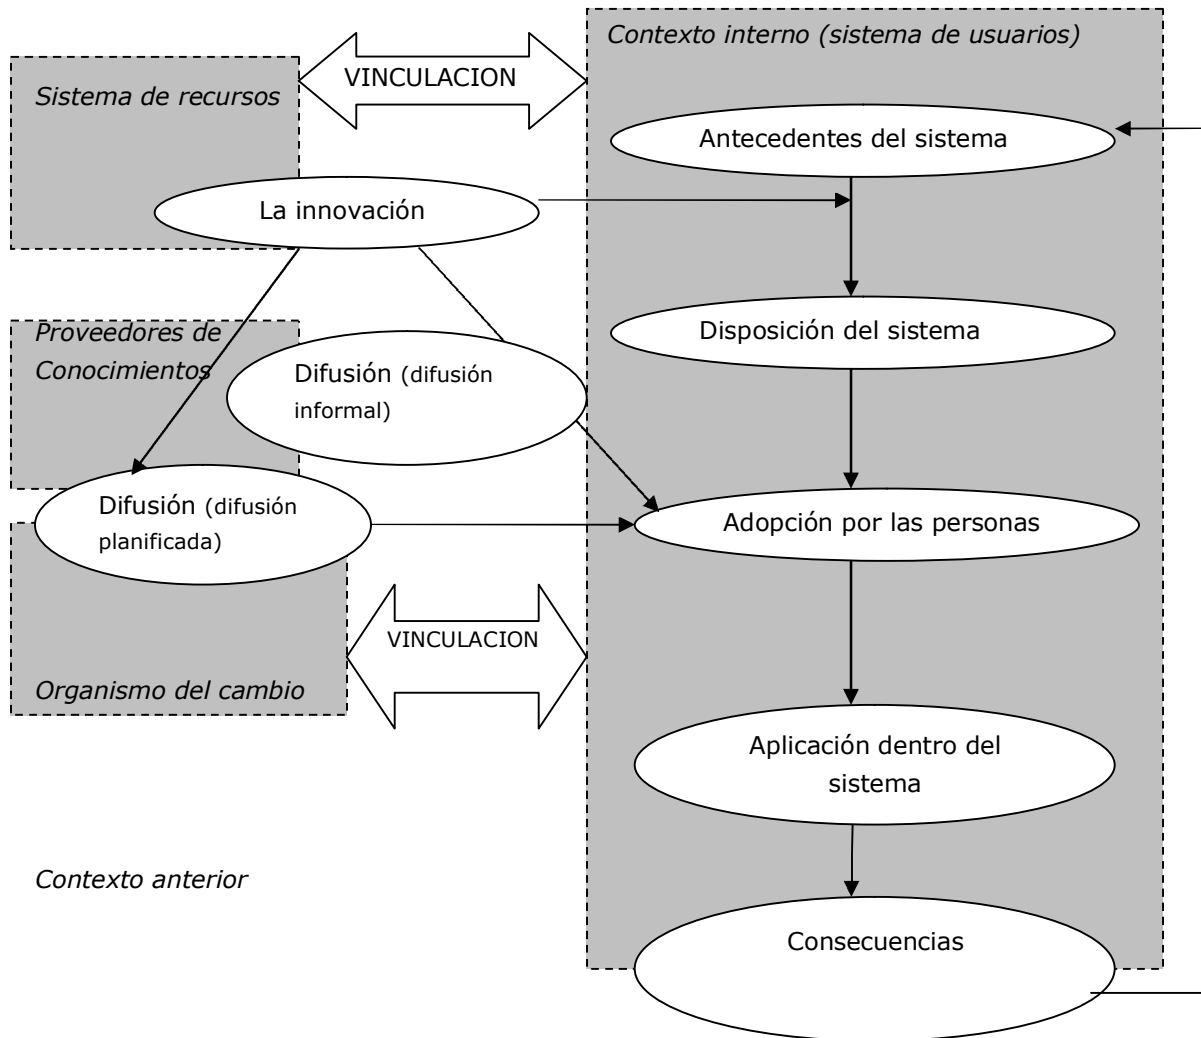 Contexto interno (sistema de usuarios)
VINCULACION
Sistema de recursos
Antecedentes del sistema
La innovación
Proveedores de
Conocimientos
Disposición del sistema
Difusión (difusión
informal)
Difusión (difusión
planificada)
Adopción por las personas
VINCULACION
Organismo del cambio
Aplicación dentro del
sistema
Contexto anterior
Consecuencias